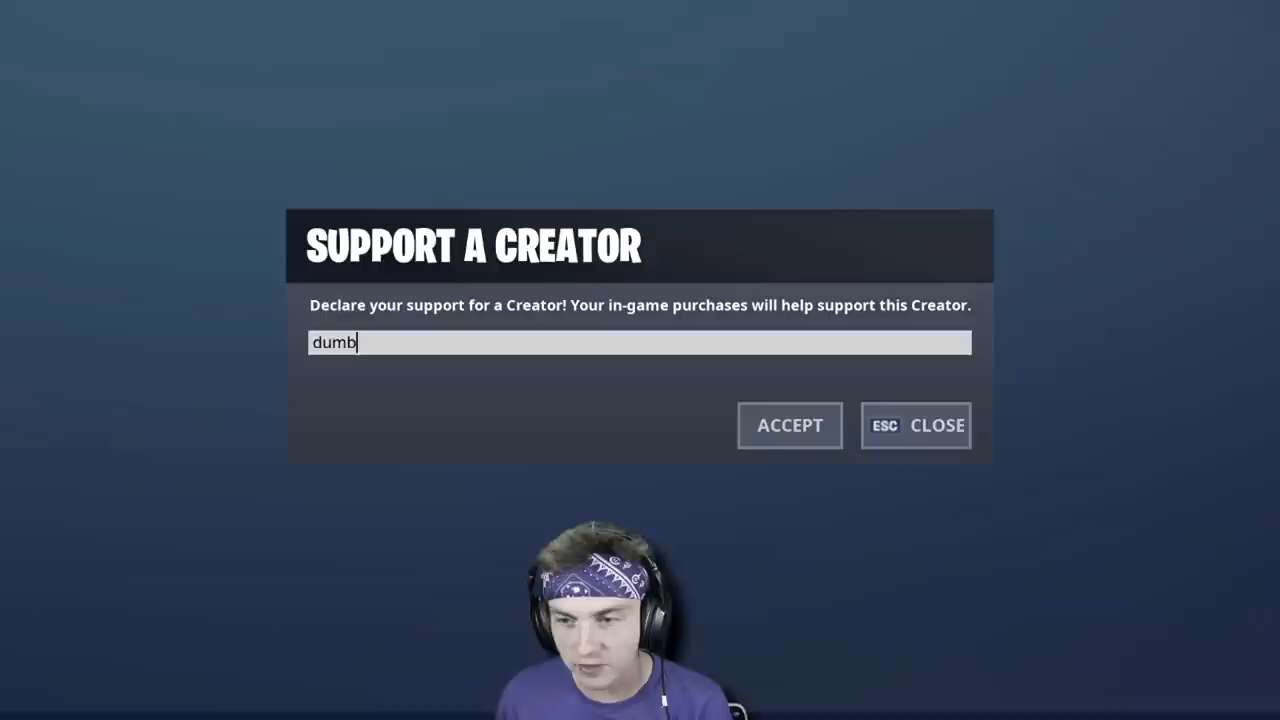 SUPPORT A CREATOR
Declare your support for a Creator! Your in-game purchases will help support this Creator.
dumb
ACCEPT
ESC CLOSE